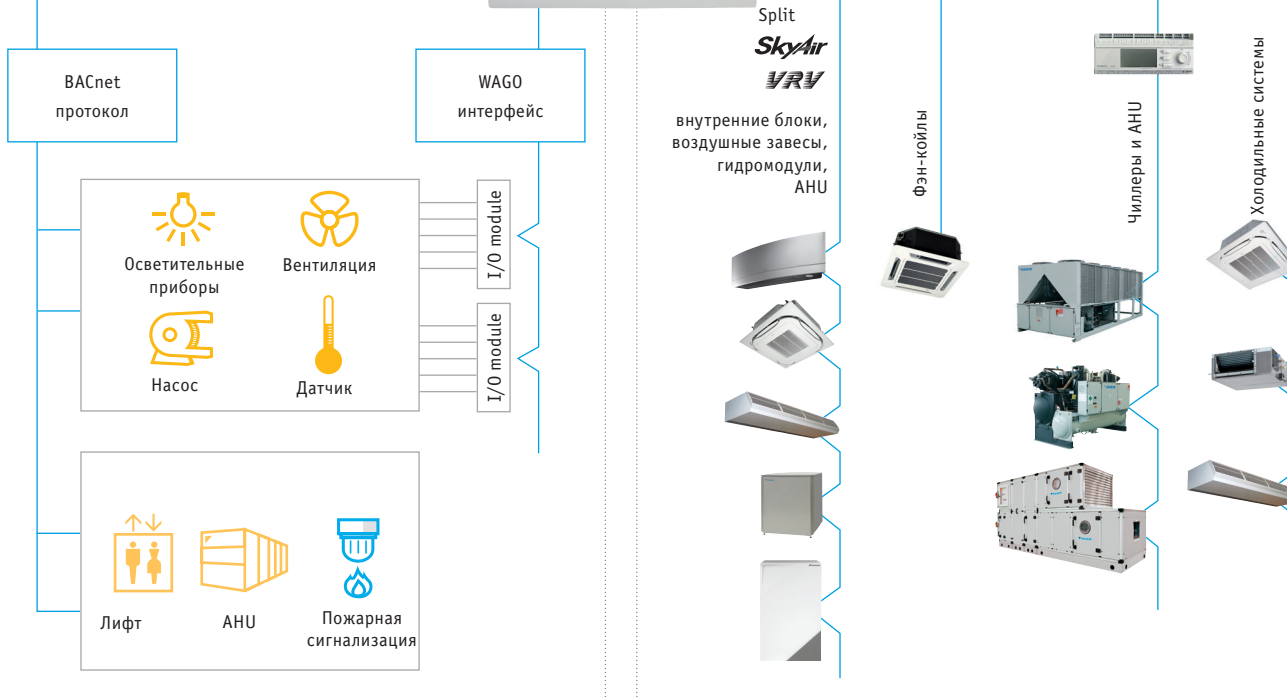 BACnet
протокол
WAGO
интерфейс
Осветительные
приборы
Вентиляция
Насос
Датчик
I/O module
I/O module
Лифт
AHU
Пожарная
сигнализация
Split
SkyAir
VRV
внутренние блоки,
воздушные завесы,
гидромодули,
AHU
Фэн-койлы
Чиллеры и AHU
Холодильные системы